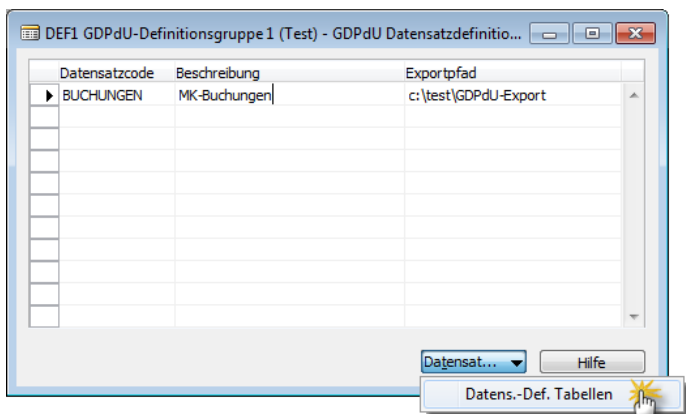 DEF1 GDPdU-Definitionsgruppe 1 (Test) - GDPdU Datensatzdefinitio...
Datensatzcode Beschreibung Exportpfad
BUCHUNGEN MK-Buchungen c:\test\GDPdU-Export
Datensat... Hilfe
Datens.-Def. Tabellen